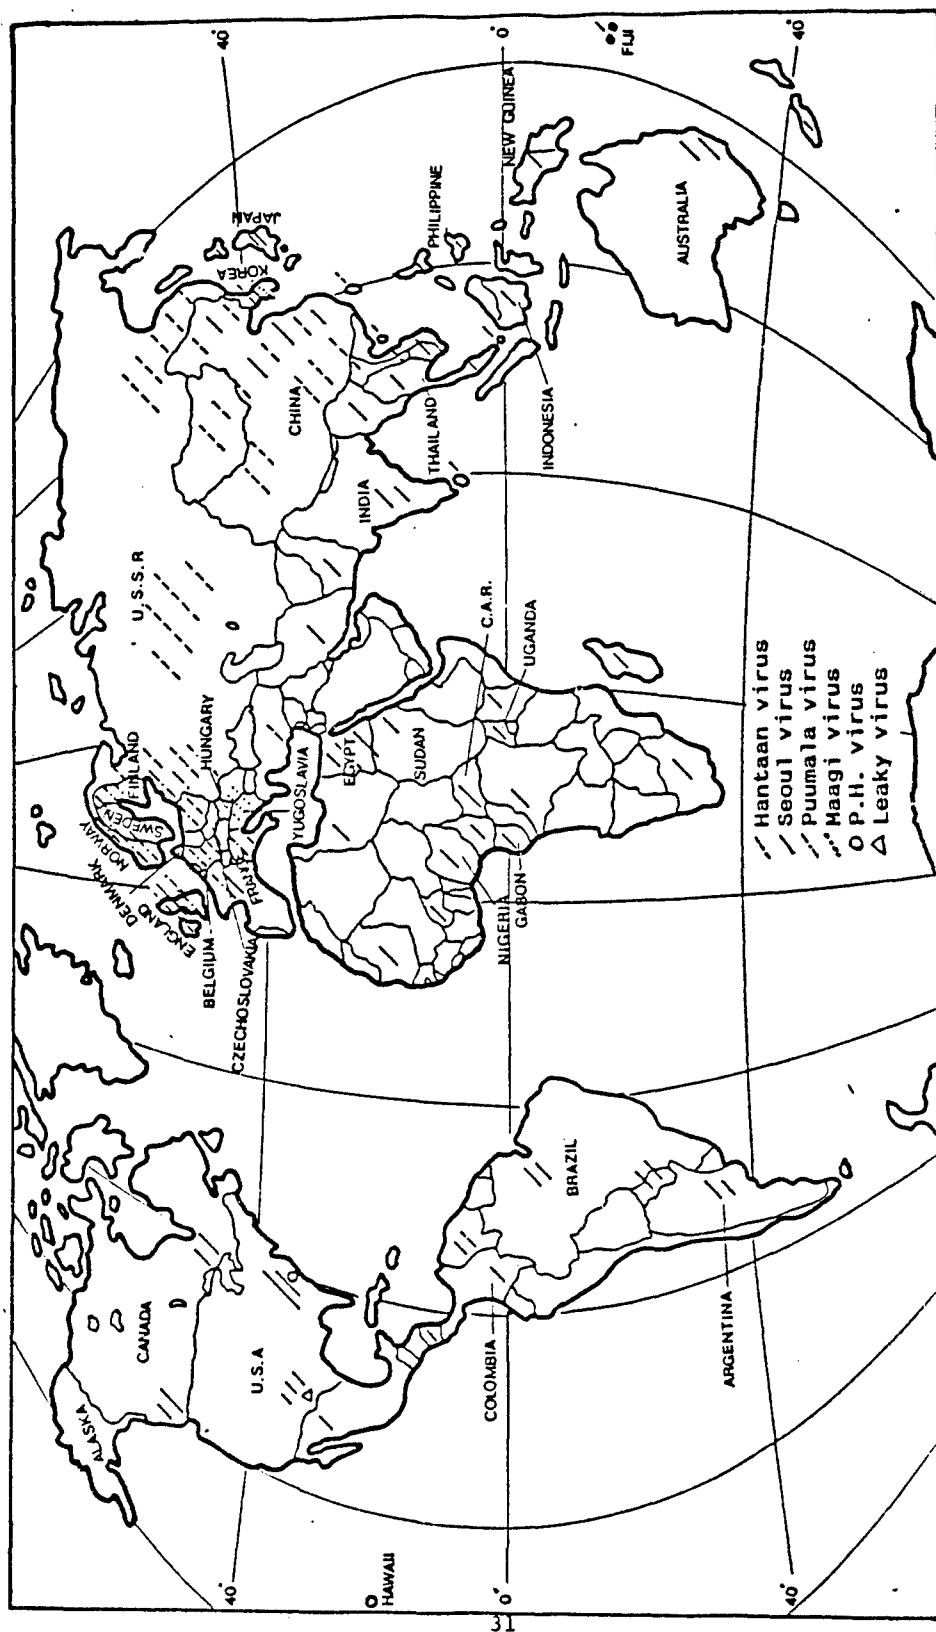 ALASKA
CANADA
U.S.A
HAWAII
COLOMBIA
BRAZIL
ARGENTINA
NORWAY
SWEDEN
FINLAND
DENMARK
ENGLAND
BELGIUM
CZECHOSLOVAKIA
HUNGARY
YUGOSLAVIA
U.S.S.R
EGYPT
SUDAN
NIGERIA
GABON
C.A.R.
UGANDA
INDIA
CHINA
KOREA
JAPAN
THAILAND
PHILIPPINE
INDONESIA
NEW GUINEA
AUSTRALIA
FIJI
40°
0°
40°
40°
0°
40°
Hantaan virus
Seoul virus
Puumala virus
Maagi virus
P.H. virus
Leaky virus
31